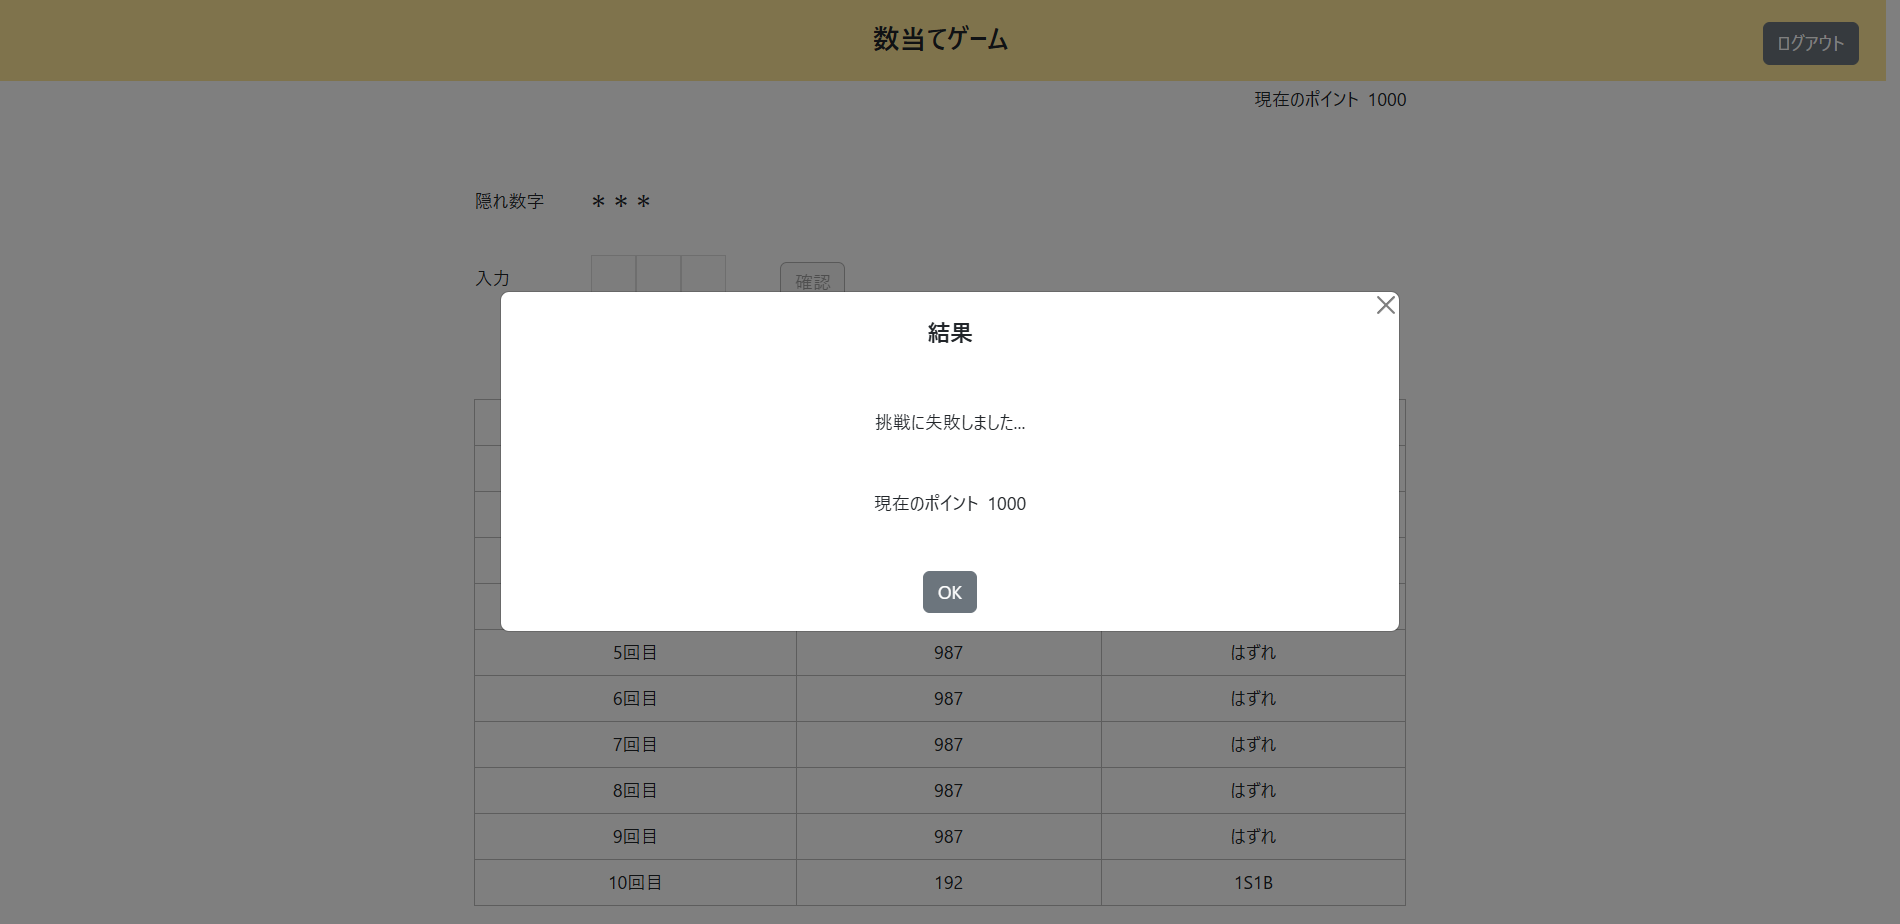 数当てゲーム
ログアウト
現在のポイント 1000
隠れ数字 * * *
入力 確認
結果
挑戦に失敗しました...
現在のポイント 1000
OK
5回目 987 はずれ
6回目 987 はずれ
7回目 987 はずれ
8回目 987 はずれ
9回目 987 はずれ
10回目 192 1S1B